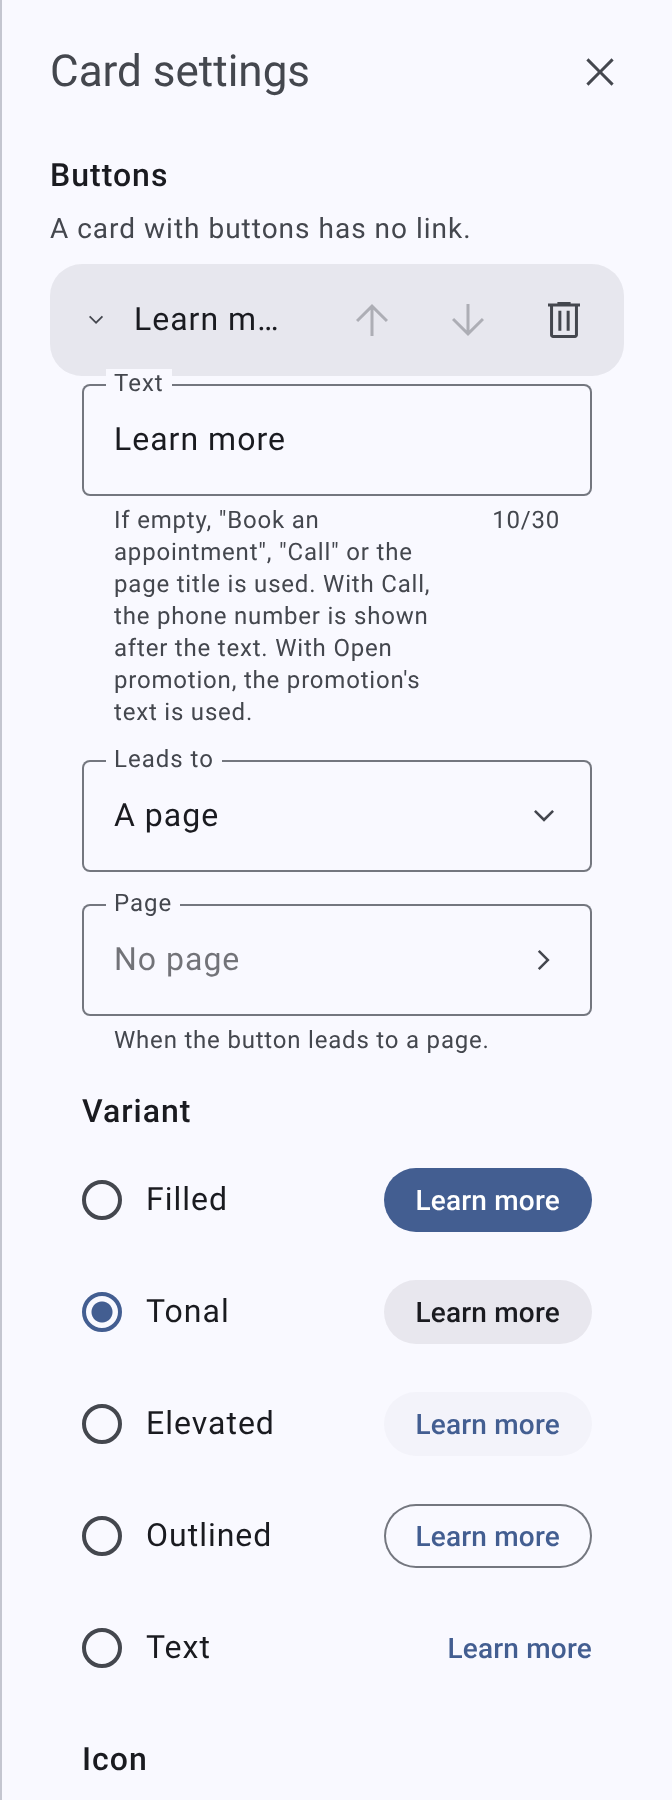 Card settings
Buttons
A card with buttons has no link.
Learn m...
Text
Learn more
If empty, "Book an
10/30
appointment", "Call" or the
page title is used. With Call,
the phone number is shown
after the text. With Open
promotion, the promotion's
text is used.
Leads to
A page
Page
No page
When the button leads to a page.
Variant
Filled
Learn more
Tonal
Learn more
Elevated
Learn more
Outlined
Learn more
Text
Learn more
Icon